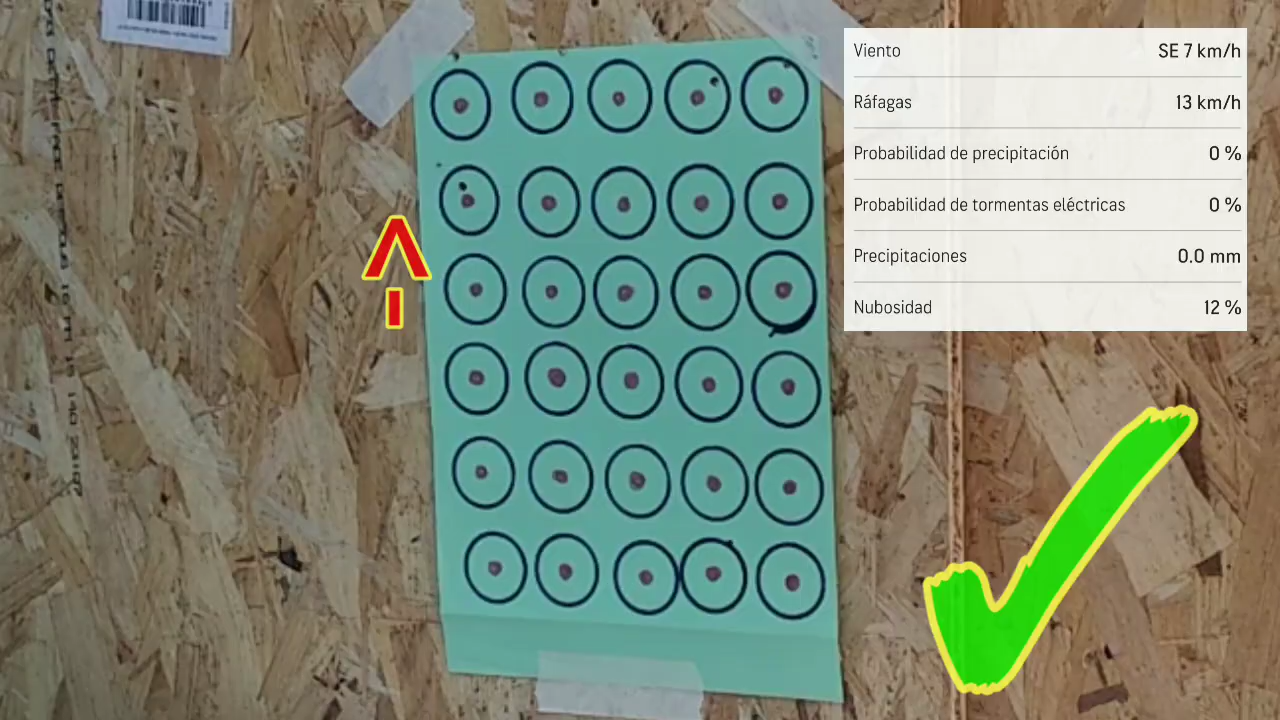 Viento SE 7 km/h
Ráfagas 13 km/h
Probabilidad de precipitación 0 %
Probabilidad de tormentas eléctricas 0 %
Precipitaciones 0.0 mm
Nubosidad 12 %